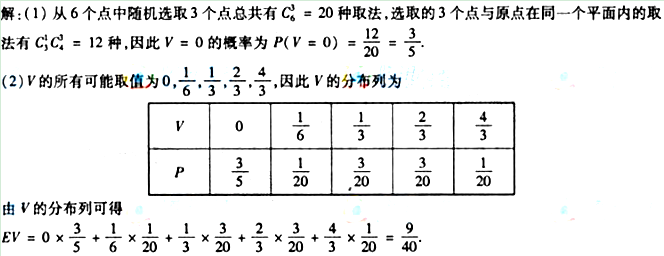 解:(1)从6个点中随机选取3个点总共有 $C_6^3 = 20$ 种取法,选取的3个点与原点在同一个平面内的取
法有 $C_3^1C_4^3 = 12$ 种,因此 $V = 0$ 的概率为 $P(V = 0) = \frac{12}{20} = \frac{3}{5}$.
(2)V的所有可能取值为 $0,\frac{1}{6},\frac{1}{3},\frac{2}{3},\frac{4}{3}$,因此V的分布列为
V 0 $\frac{1}{6}$ $\frac{1}{3}$ $\frac{2}{3}$ $\frac{4}{3}$
P $\frac{3}{5}$ $\frac{1}{20}$ $\frac{3}{20}$ $\frac{3}{20}$ $\frac{1}{20}$
由V的分布列可得
$EV = 0 \times \frac{3}{5} + \frac{1}{6} \times \frac{1}{20} + \frac{1}{3} \times \frac{3}{20} + \frac{2}{3} \times \frac{3}{20} + \frac{4}{3} \times \frac{1}{20} = \frac{9}{40}$.